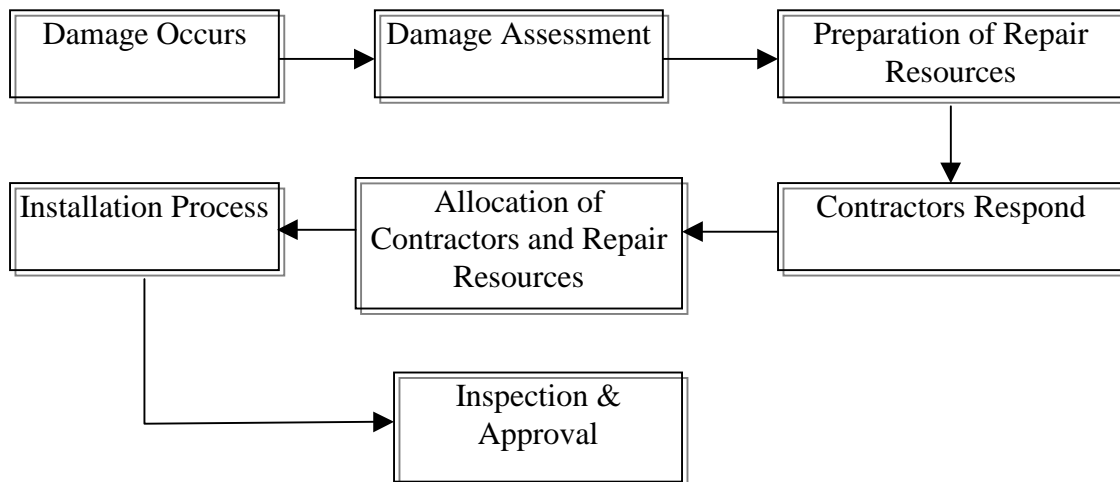 Damage Occurs
Damage Assessment
Preparation of Repair
Resources
Contractors Respond
Allocation of
Contractors and Repair
Resources
Installation Process
Inspection &
Approval